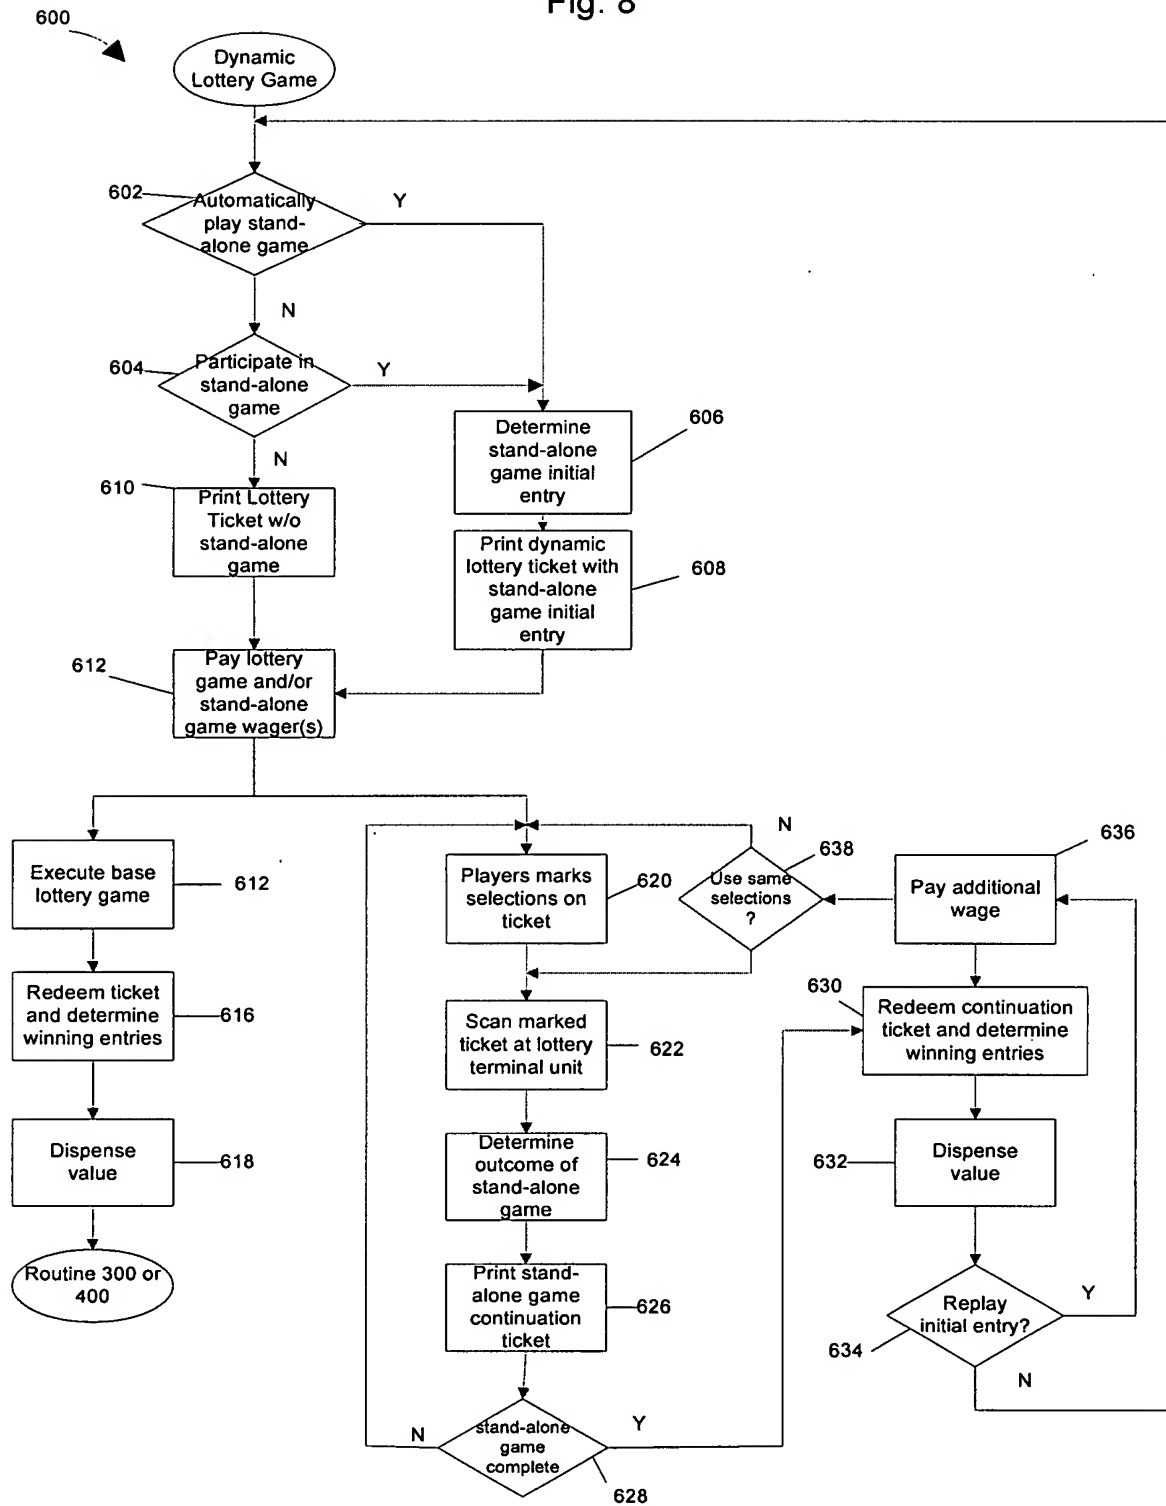 Fig. 8
600
Dynamic
Lottery Game
602
Automatically
play stand-
alone game
Y
N
604
Participate in
stand-alone
game
Y
N
606
Determine
stand-alone
game initial
entry
610
Print Lottery
Ticket w/o
stand-alone
game
608
Print dynamic
lottery ticket with
stand-alone
game initial
entry
612
Pay lottery
game and/or
stand-alone
game wager(s)
Execute base
lottery game
612
Redeem ticket
and determine
winning entries
616
Dispense
value
618
Routine 300 or
400
Players marks
selections on
ticket
620
N
638
Use same
selections
?
636
Pay additional
wage
Scan marked
ticket at lottery
terminal unit
622
630
Redeem continuation
ticket and determine
winning entries
Determine
outcome of
stand-alone
game
624
632
Dispense
value
Print stand-
alone game
continuation
ticket
626
Replay
initial entry?
634
Y
N
stand-alone
game
complete
N
Y
628